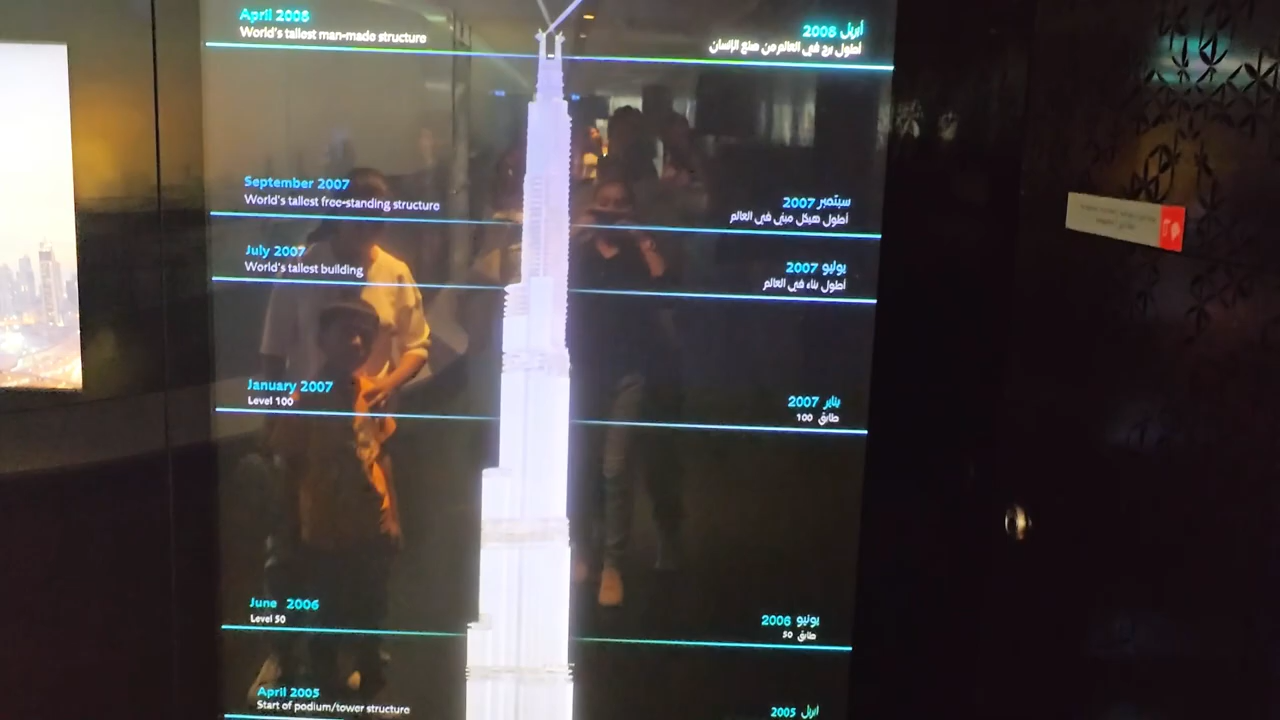 April 2008
World's tallest man-made structure
أبريل 2008
أطول برج في العالم من صنع الإنسان
September 2007
World's tallest free-standing structure
سبتمبر 2007
أطول هيكل مبني في العالم
July 2007
World's tallest building
يوليو 2007
أطول بناء في العالم
January 2007
Level 100
يناير 2007
طابق 100
June 2006
Level 50
يونيو 2006
طابق 50
April 2005
Start of podium/tower structure
أبريل 2005